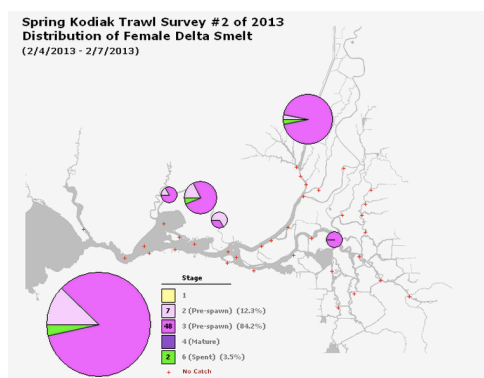 Spring Kodiak Trawl Survey #2 of 2013
Distribution of Female Delta Smelt
(2/4/2013 - 2/7/2013)
Stage
1
7 2 (Pre-spawn) (12.3%)
48 3 (Pre-spawn) (84.2%)
4 (Mature)
2 6 (Spent) (3.5%)
+ No Catch